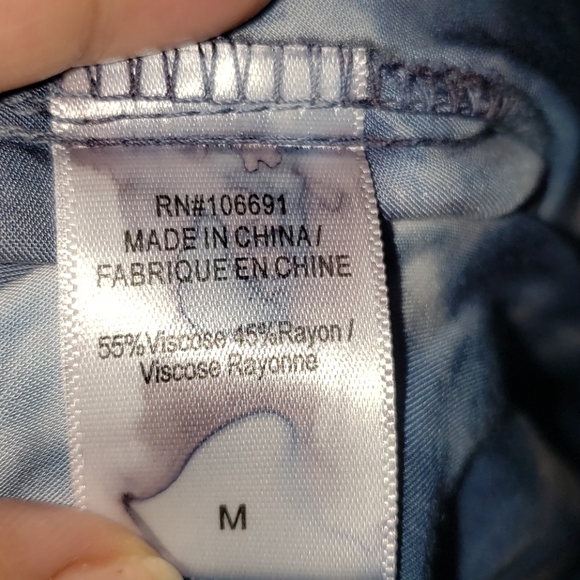 RN#106691
MADE IN CHINA/
FABRIQUE EN CHINE
55%Viscose 45%Rayon /
Viscose Rayonne
M